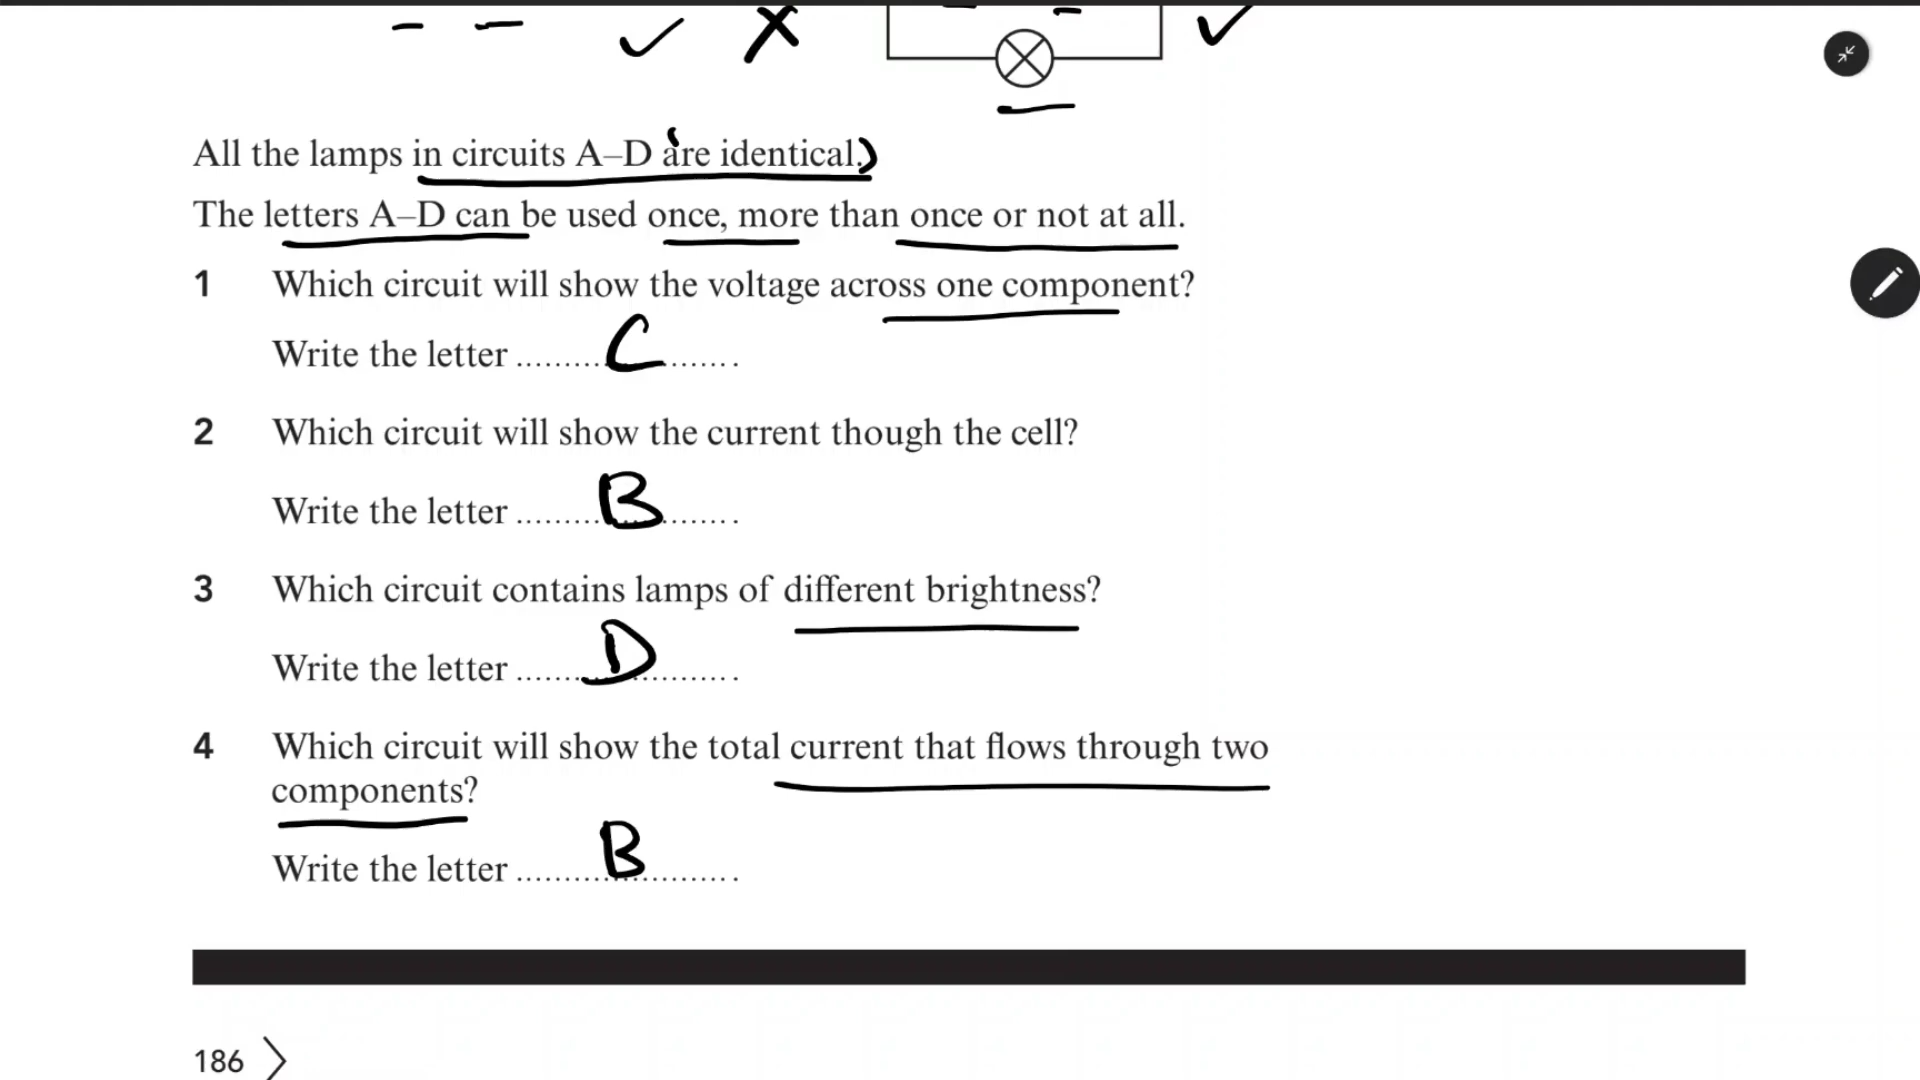 All the lamps in circuits A–D are identical.
The letters A–D can be used once, more than once or not at all.
1 Which circuit will show the voltage across one component?
Write the letter ......... C ........
2 Which circuit will show the current though the cell?
Write the letter ......... B ........
3 Which circuit contains lamps of different brightness?
Write the letter ....... D ..........
4 Which circuit will show the total current that flows through two
components?
Write the letter ......... B ..........
186